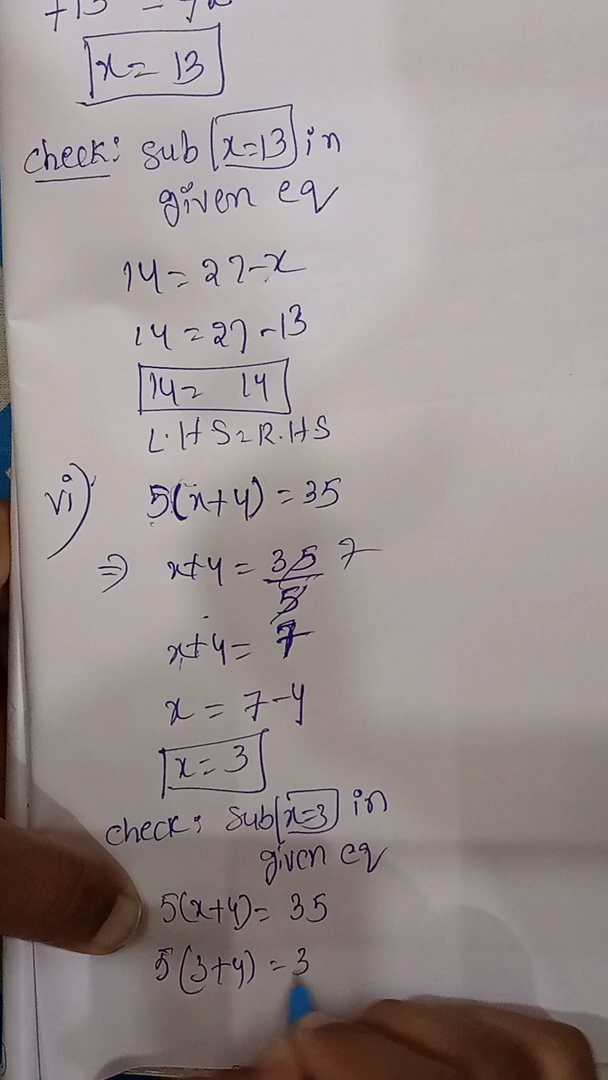 x = 13
check: sub x=13 in
given eq
14 = 27-x
14 = 27-13
14 = 14
L.H.S = R.H.S
vi) 5(x+4) = 35
⇒ x+4 = 35/5 7
x+4 = 7
x = 7-4
x = 3
check: sub x=3 in
given eq
5(x+4) = 35
5(3+4) = 3